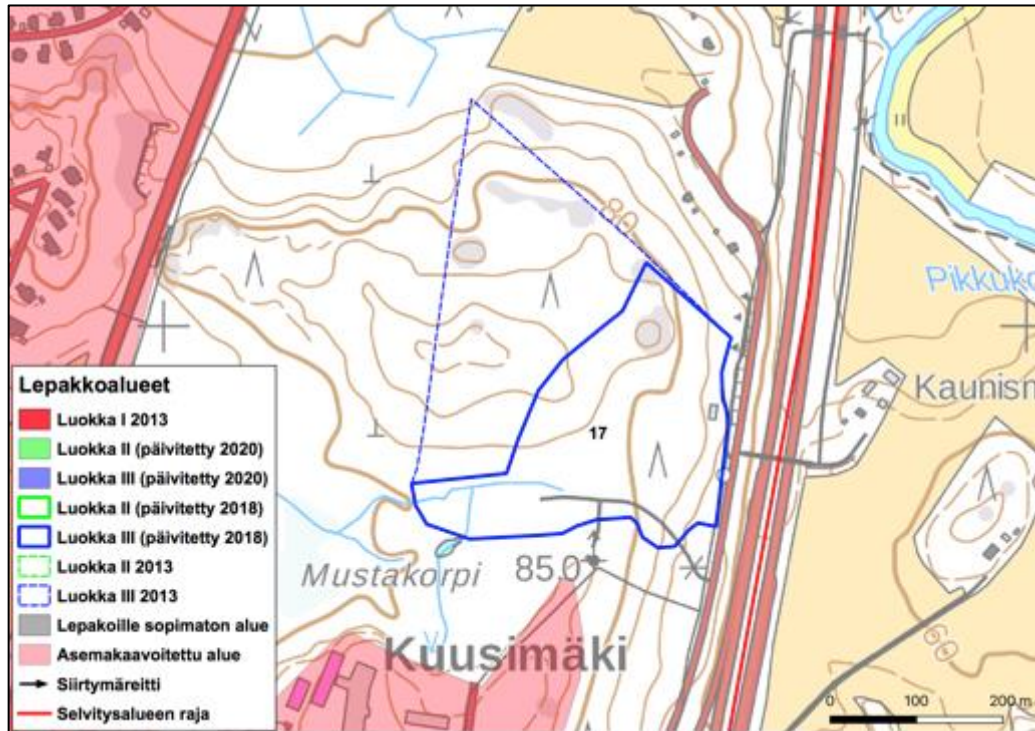 60
Pikkuko
Kaunism
17
Mustakorpi
85.0
Kuusimäki
60
Lepakkoalueet
Luokka I 2013
Luokka II (päivitetty 2020)
Luokka III (päivitetty 2020)
Luokka II (päivitetty 2018)
Luokka III (päivitetty 2018)
Luokka II 2013
Luokka III 2013
Lepakoille sopimaton alue
Asemakaavoitettu alue
Siirtymäreitti
Selvitysalueen raja
0 100 200 m